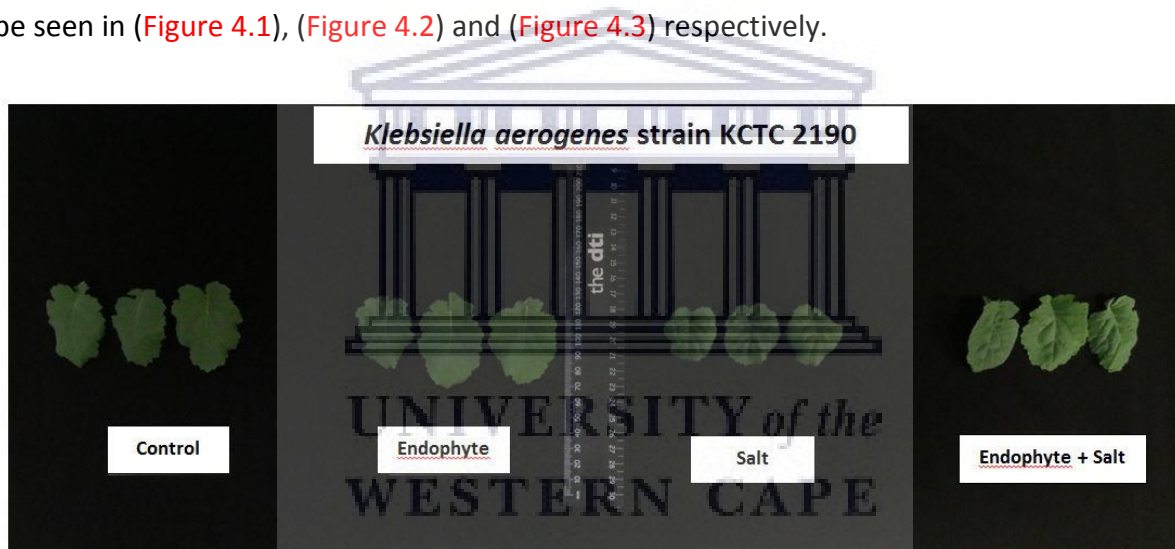 be seen in (Figure 4.1), (Figure 4.2) and (Figure 4.3) respectively.
Klebsiella aerogenes strain KCTC 2190
the dti
Control
Endophyte
Salt
Endophyte + Salt
UNIVERSITY of the
WESTERN CAPE